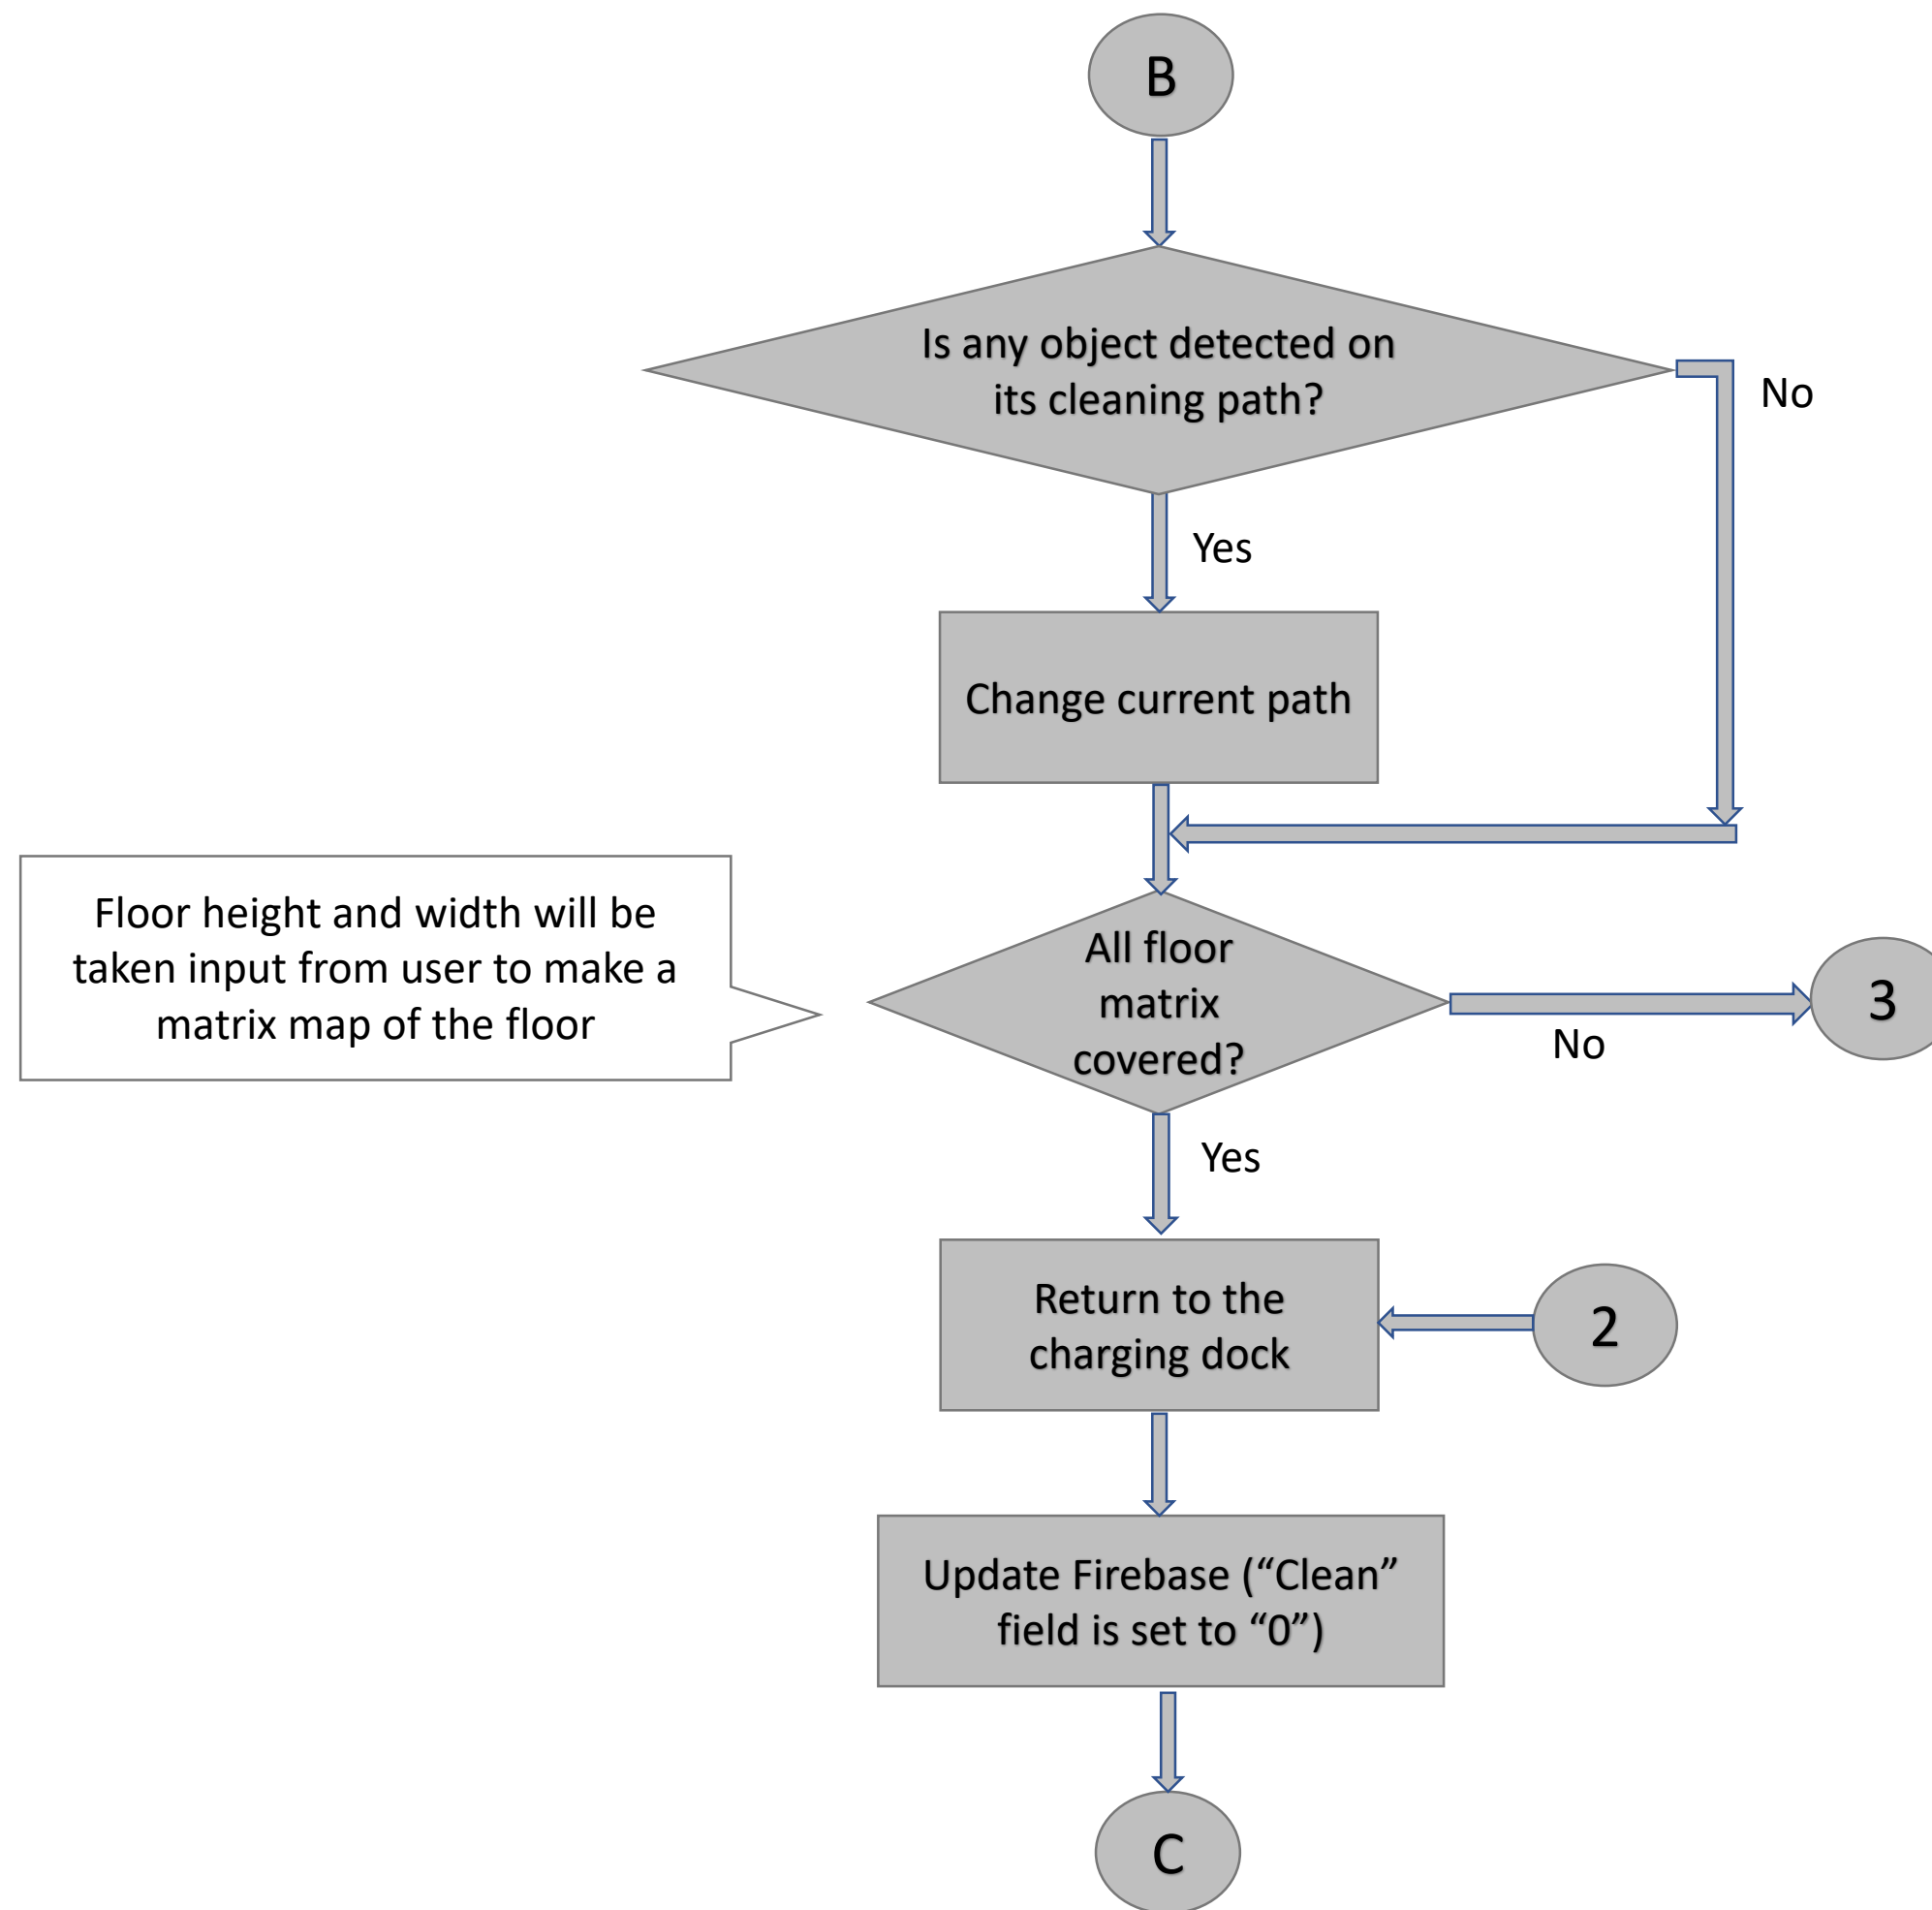 B
Is any object detected on
its cleaning path?
No
Yes
Change current path
Floor height and width will be
taken input from user to make a
matrix map of the floor
All floor
matrix
covered?
No
3
Yes
Return to the
charging dock
2
Update Firebase (“Clean”
field is set to “0”)
C